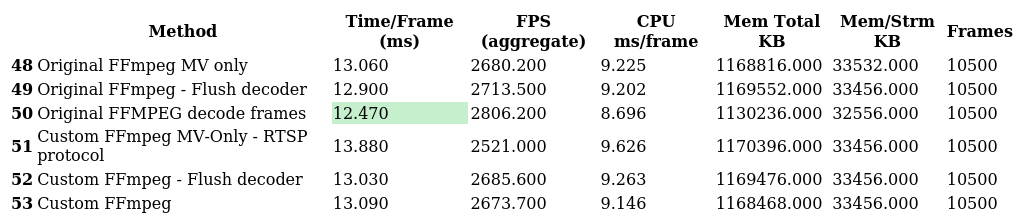 Method Time/Frame (ms) FPS (aggregate) CPU ms/frame Mem Total KB Mem/Strm KB Frames
48 Original FFmpeg MV only 13.060 2680.200 9.225 1168816.000 33532.000 10500
49 Original FFmpeg - Flush decoder 12.900 2713.500 9.202 1169552.000 33456.000 10500
50 Original FFMPEG decode frames 12.470 2806.200 8.696 1130236.000 32556.000 10500
51 Custom FFmpeg MV-Only - RTSP protocol 13.880 2521.000 9.626 1170396.000 33456.000 10500
52 Custom FFmpeg - Flush decoder 13.030 2685.600 9.263 1169476.000 33456.000 10500
53 Custom FFmpeg 13.090 2673.700 9.146 1168468.000 33456.000 10500